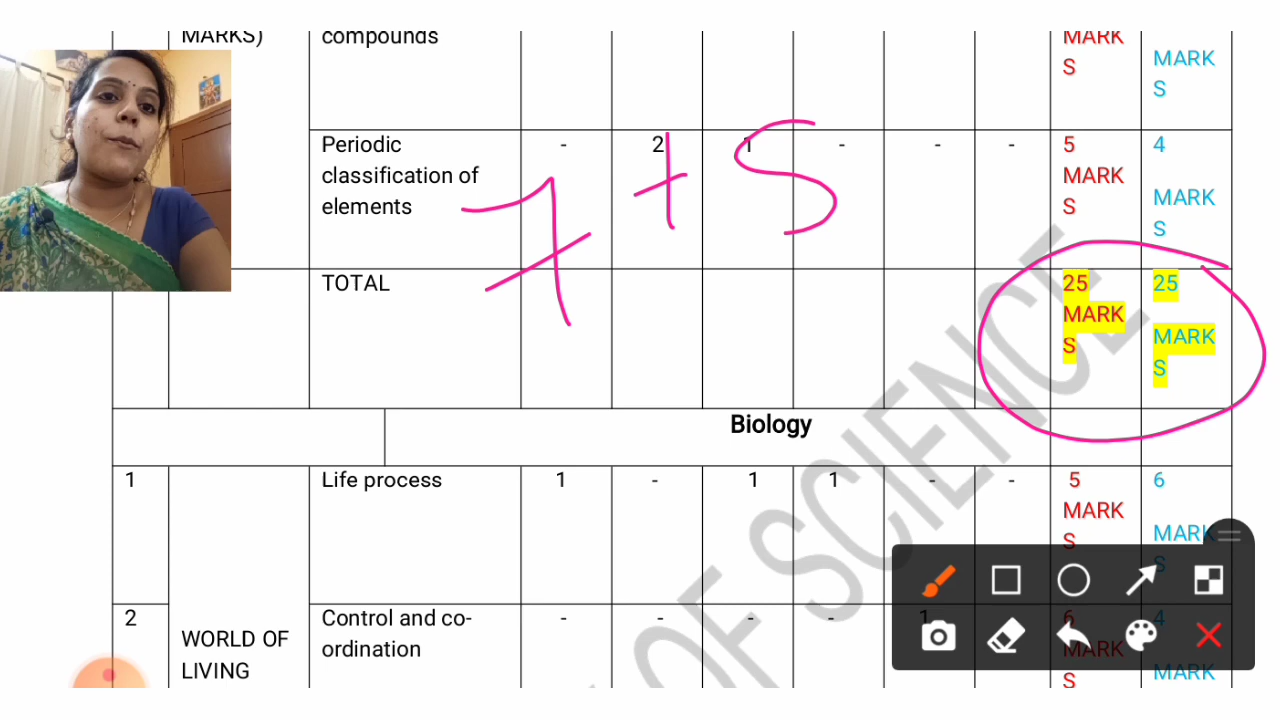 MARKS)
compounds
MARK
S
MARK
S
Periodic
classification of
elements
-
2
1
-
-
-
5
MARK
S
4
MARK
S
7 + 5
TOTAL
25
MARK
S
25
MARK
S
Biology
1
Life process
1
-
1
1
-
-
5
MARK
S
6
MARK
S
2
WORLD OF
LIVING
Control and co-
ordination
-
-
-
-
1
6
MARK
S
4
MARK
OF SCIENCE